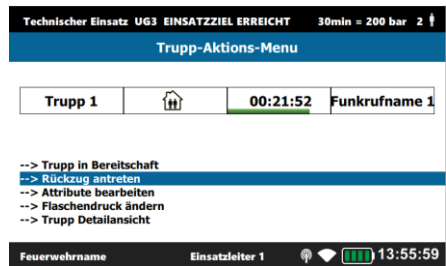 Technischer Einsatz UG3 EINSATZZIEL ERREICHT 30min = 200 bar 2
Trupp-Aktions-Menu
Trupp 1 00:21:52 Funkrufname 1
--> Trupp in Bereitschaft
--> Rückzug antreten
--> Attribute bearbeiten
--> Flaschendruck ändern
--> Trupp Detailansicht
Feuerwehrname Einsatzleiter 1 13:55:59